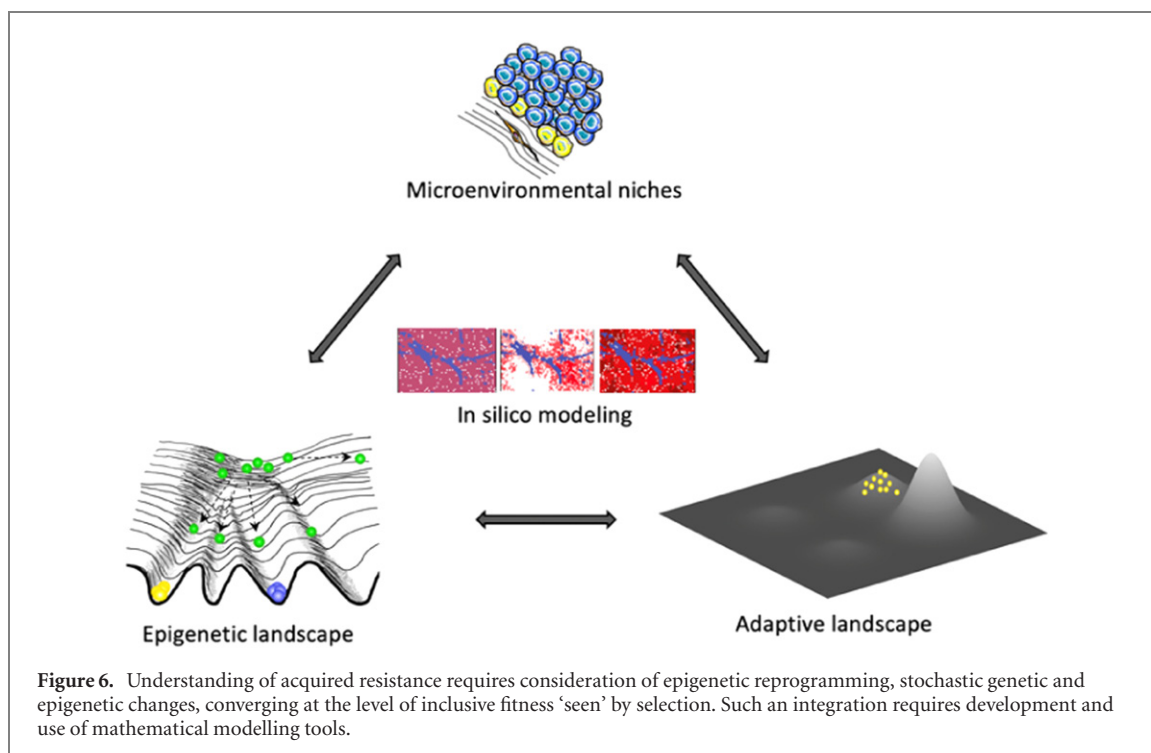 Microenvironmental niches
In silico modeling
Epigenetic landscape
Adaptive landscape
Figure 6. Understanding of acquired resistance requires consideration of epigenetic reprogramming, stochastic genetic and
epigenetic changes, converging at the level of inclusive fitness ‘seen’ by selection. Such an integration requires development and
use of mathematical modelling tools.